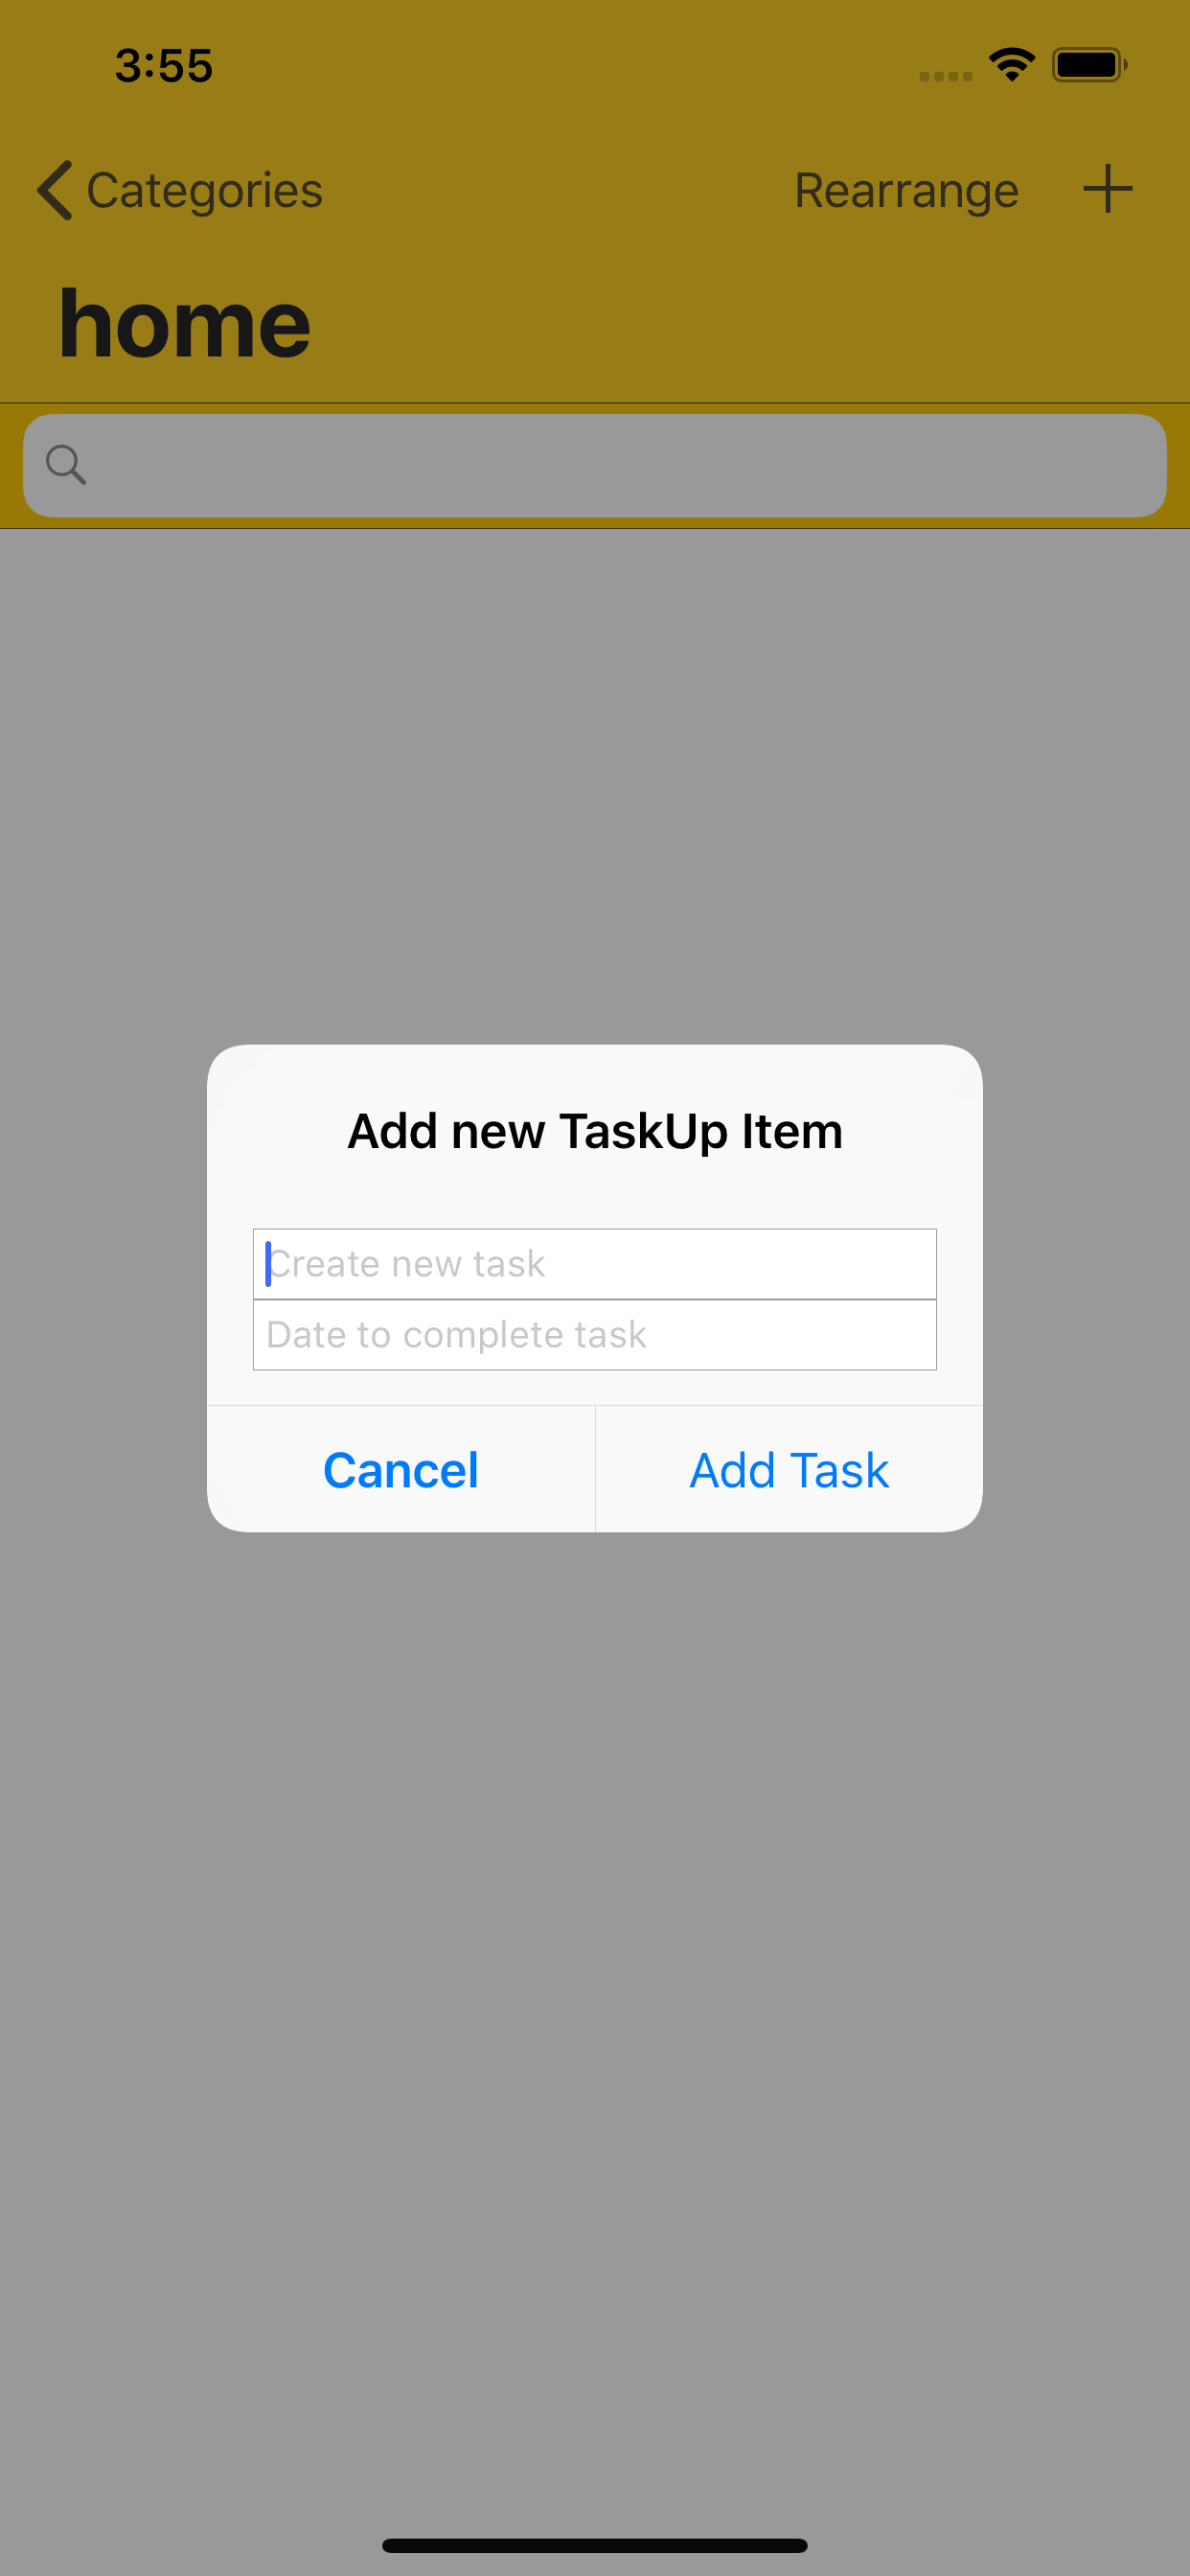 3:55
Categories
Rearrange
home
Add new TaskUp Item
Create new task
Date to complete task
Cancel
Add Task